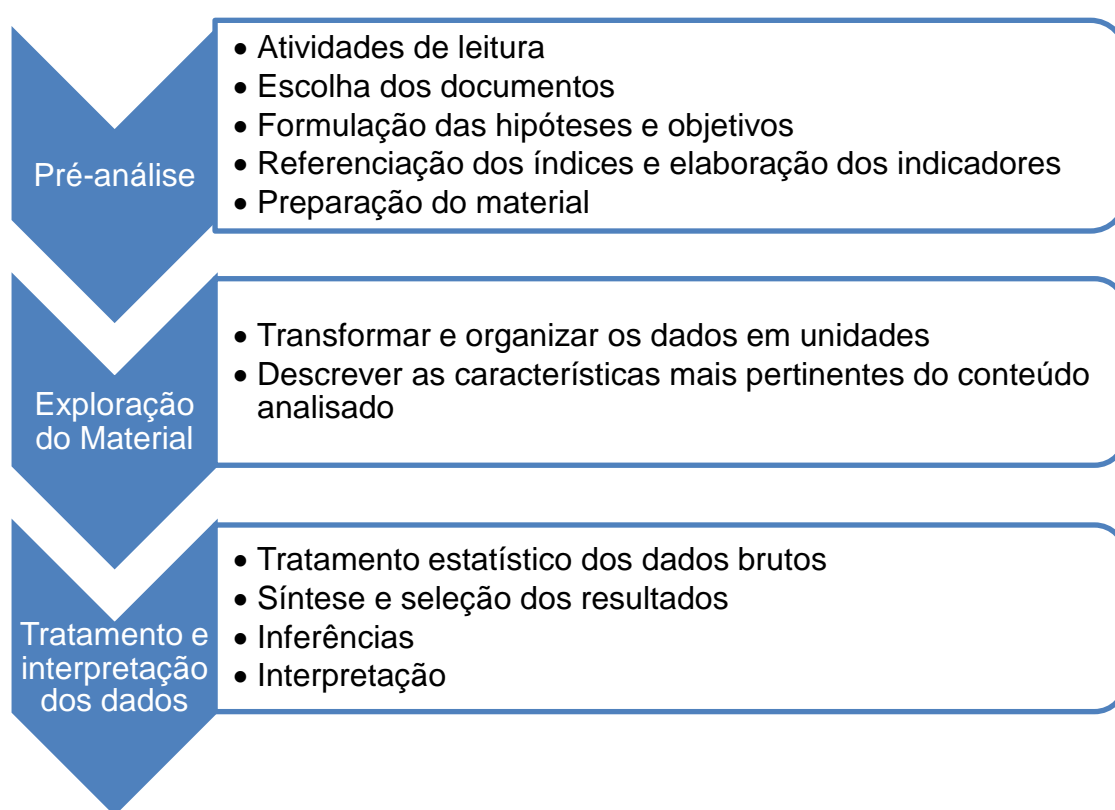 Pré-análise
• Atividades de leitura
• Escolha dos documentos
• Formulação das hipóteses e objetivos
• Referenciação dos índices e elaboração dos indicadores
• Preparação do material
Exploração
do Material
• Transformar e organizar os dados em unidades
• Descrever as características mais pertinentes do conteúdo
analisado
Tratamento e
interpretação
dos dados
• Tratamento estatístico dos dados brutos
• Síntese e seleção dos resultados
• Inferências
• Interpretação